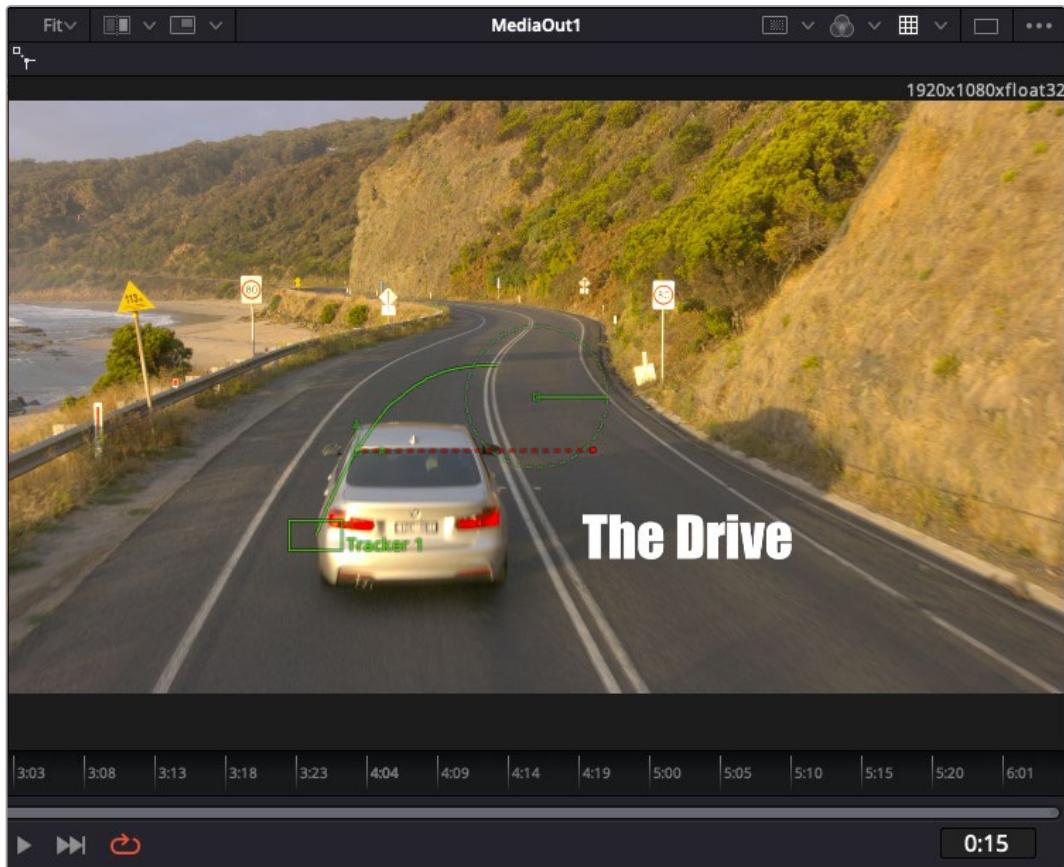 Fit
MediaOut1
1920x1080xfloat32
80
The Drive
Tracker 1
3:03 3:08 3:13 3:18 3:23 4:04 4:09 4:14 4:19 5:00 5:05 5:10 5:15 5:20 6:01
0:15